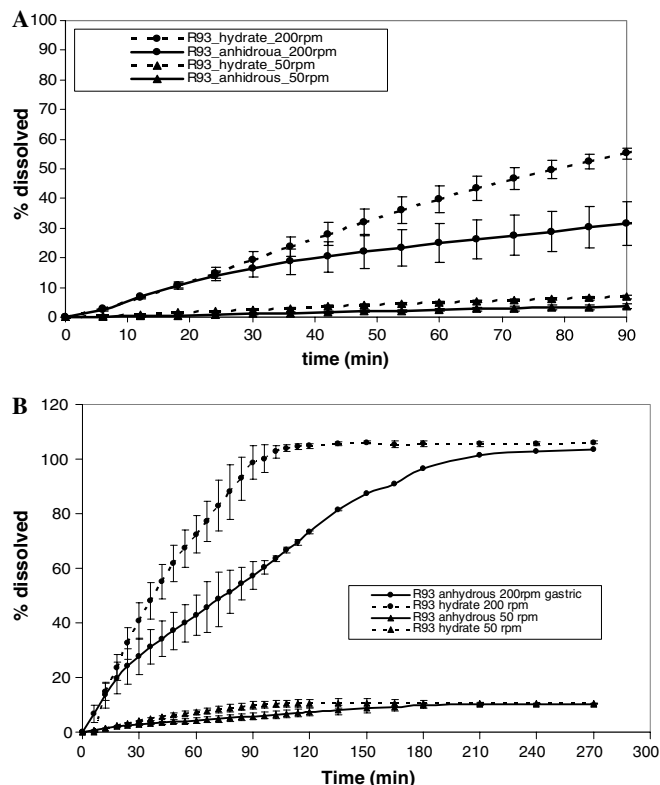 A
R93_hydrate_200rpm
R93_anhidroua_200rpm
R93_hydrate_50rpm
R93_anhidrous_50rpm
% dissolved
100
90
80
70
60
50
40
30
20
10
0
0 10 20 30 40 50 60 70 80 90
time (min)
B
% dissolved
120
100
80
60
40
20
0
R93 anhydrous 200rpm gastric
R93 hydrate 200 rpm
R93 anhydrous 50 rpm
R93 hydrate 50 rpm
0 30 60 90 120 150 180 210 240 270 300
Time (min)